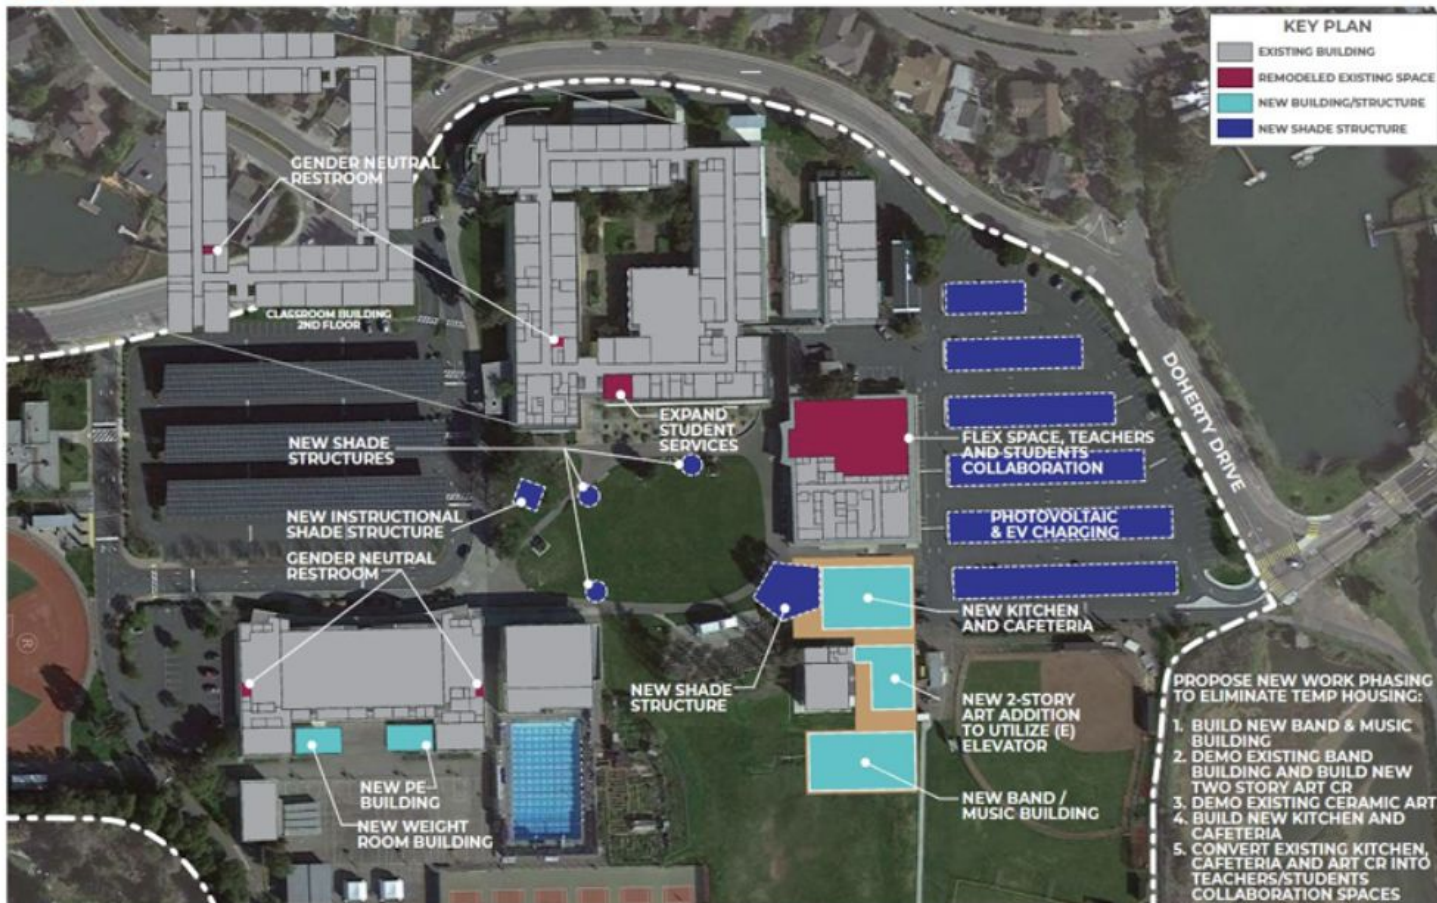 KEY PLAN
EXISTING BUILDING
REMODELED EXISTING SPACE
NEW BUILDING/STRUCTURE
NEW SHADE STRUCTURE
GENDER NEUTRAL
RESTROOM
CLASSROOM BUILDING
2ND FLOOR
EXPAND
STUDENT
SERVICES
NEW SHADE
STRUCTURES
FLEX SPACE, TEACHERS
AND STUDENTS
COLLABORATION
DOHERTY DRIVE
NEW INSTRUCTIONAL
SHADE STRUCTURE
PHOTOVOLTAIC
& EV CHARGING
GENDER NEUTRAL
RESTROOM
NEW KITCHEN
AND CAFETERIA
NEW SHADE
STRUCTURE
NEW 2-STORY
ART ADDITION
TO UTILIZE (E)
ELEVATOR
NEW PE
BUILDING
NEW WEIGHT
ROOM BUILDING
NEW BAND /
MUSIC BUILDING
PROPOSE NEW WORK PHASING
TO ELIMINATE TEMP HOUSING:
1. BUILD NEW BAND & MUSIC
BUILDING
2. DEMO EXISTING BAND
BUILDING AND BUILD NEW
TWO STORY ART CR
3. DEMO EXISTING CERAMIC ART
4. BUILD NEW KITCHEN AND
CAFETERIA
5. CONVERT EXISTING KITCHEN,
CAFETERIA AND ART CR INTO
TEACHERS/STUDENTS
COLLABORATION SPACES
R